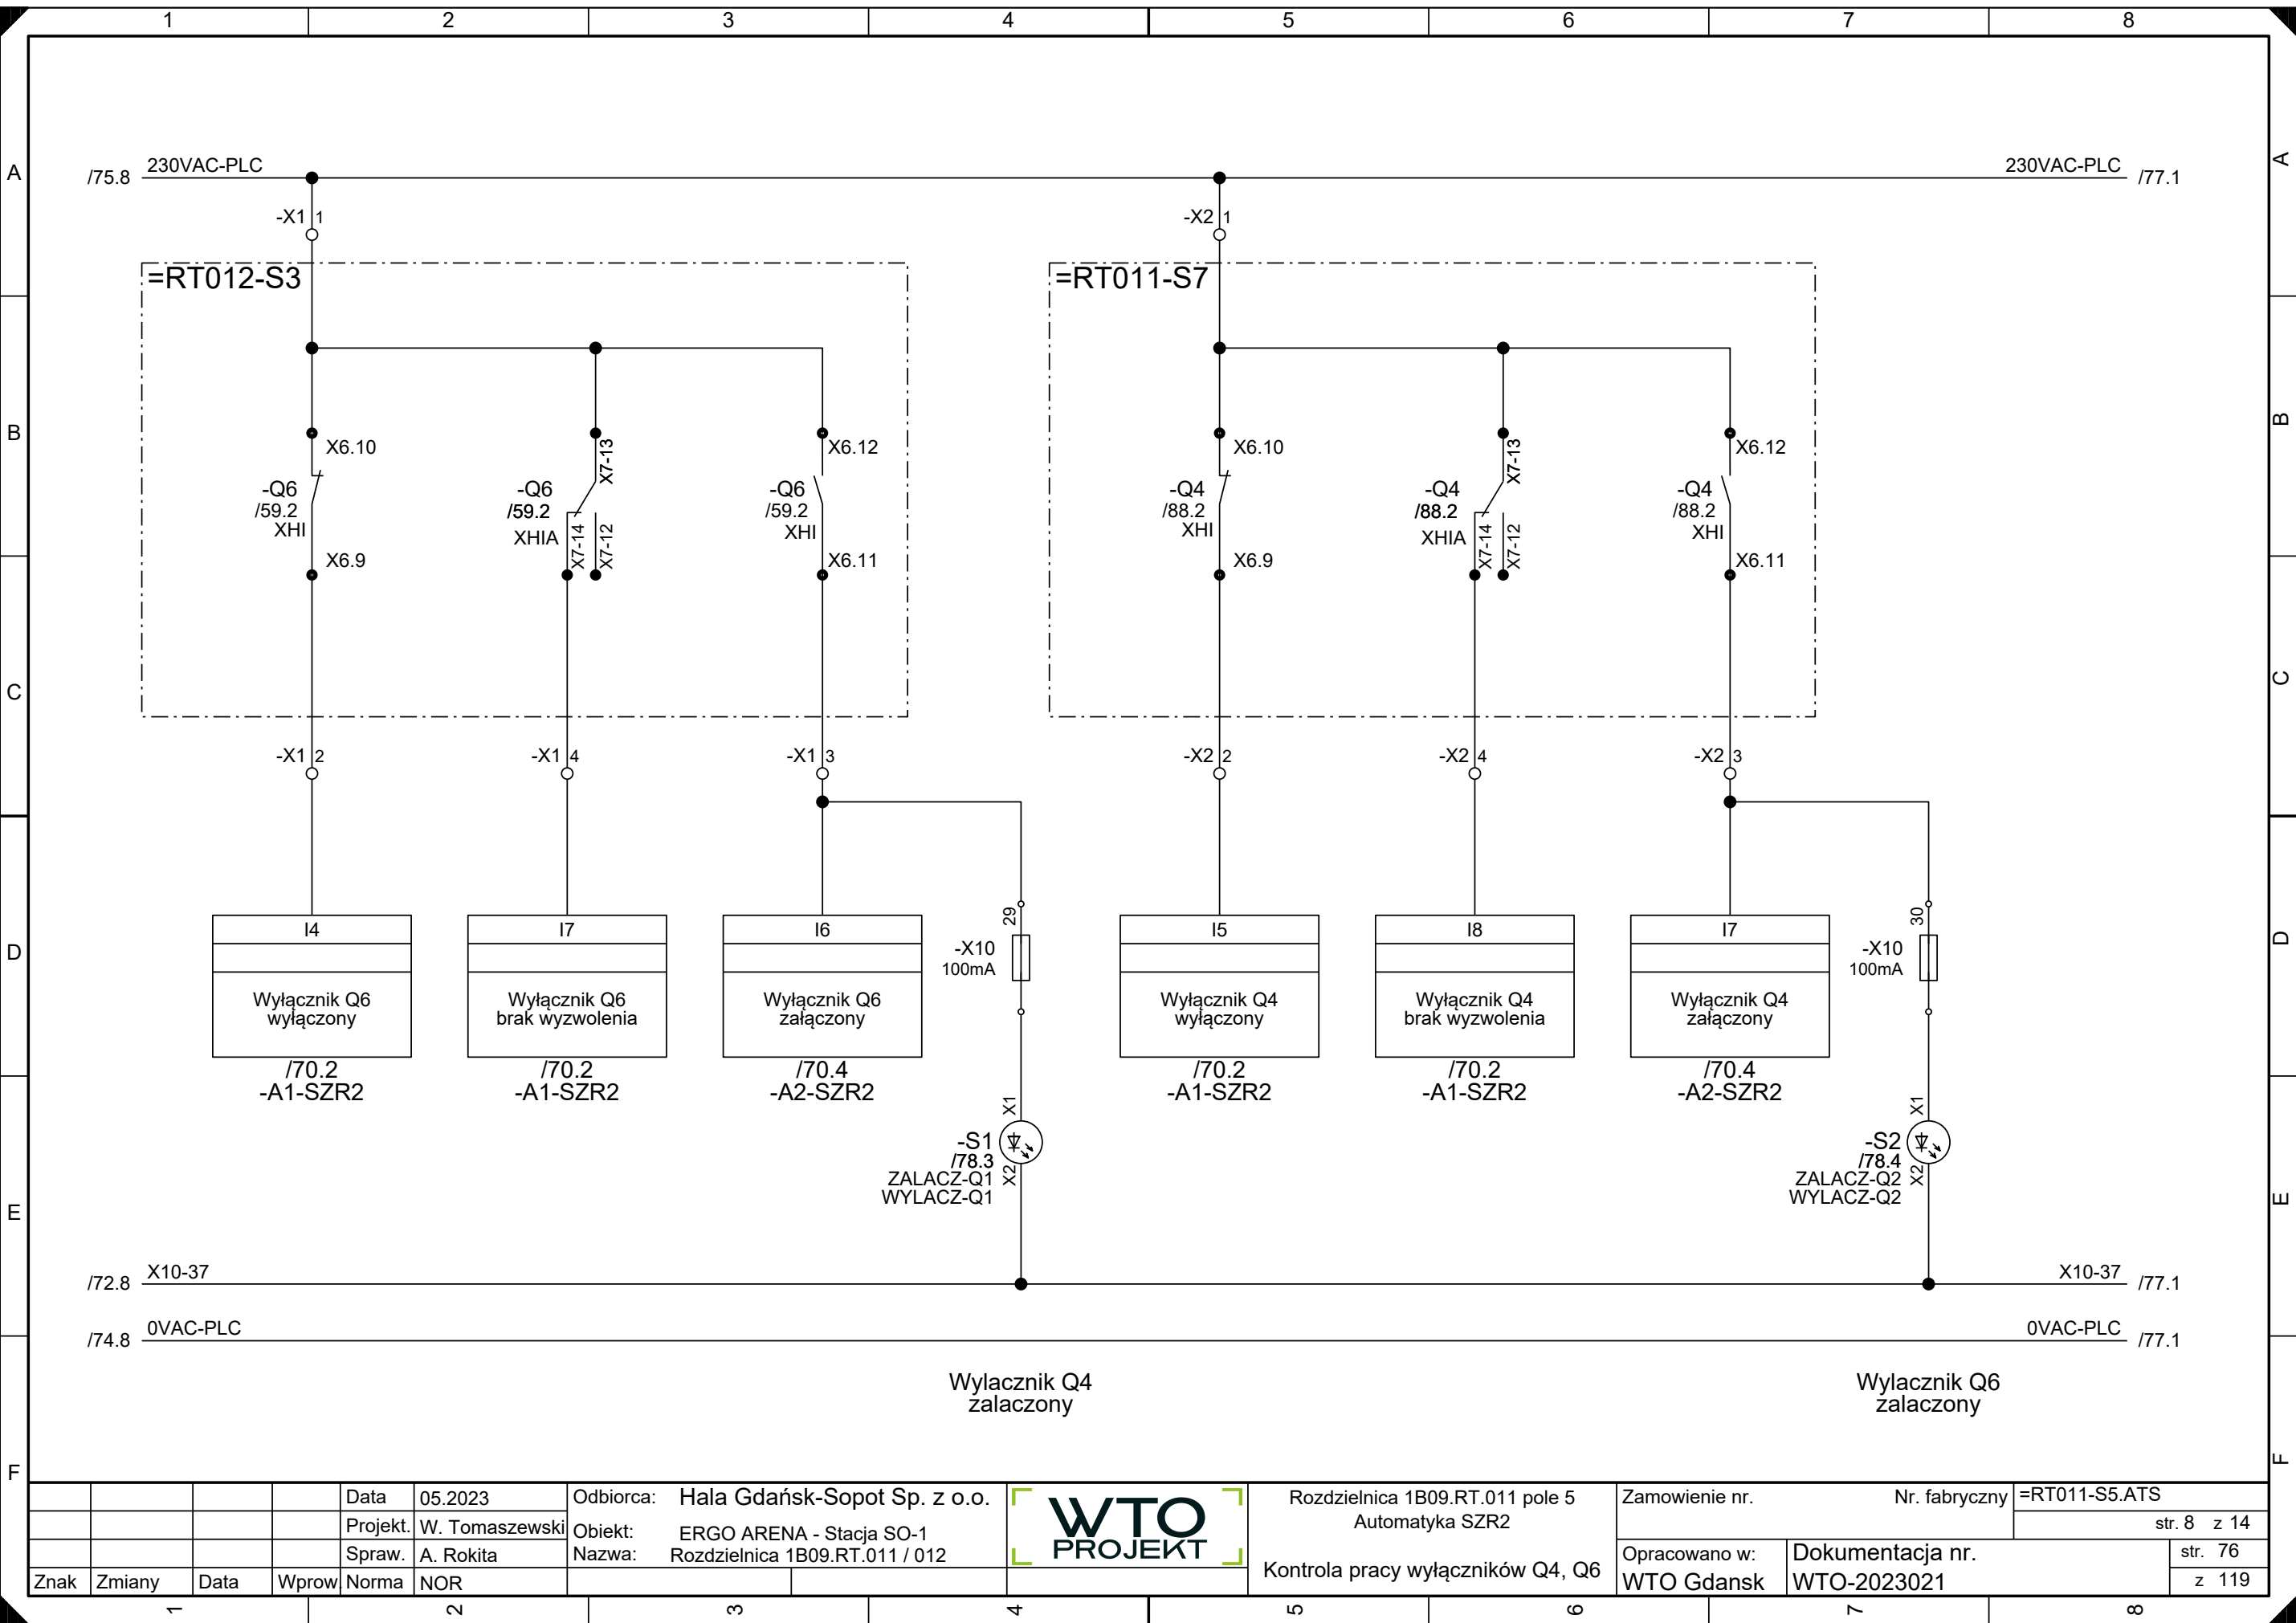 1 2 3 4 5 6 7 8
A A
230VAC-PLC 230VAC-PLC
/75.8 /77.1
-X1 1 -X2 1
=RT012-S3 =RT011-S7
B B
X6.10 X7-13 X6.12 X6.10 X7-13 X6.12
-Q6 -Q6 -Q6 -Q4 -Q4 -Q4
/59.2 /59.2 /59.2 /88.2 /88.2 /88.2
XHI XHIA XHI XHI XHIA XHI
X7-14 X7-12 X7-14 X7-12
X6.9 X6.11 X6.9 X6.11
C C
-X1 2 -X1 4 -X1 3 -X2 2 -X2 4 -X2 3
I4 I7 I6 29 I5 I8 I7 30
D D
-X10 -X10
100mA 100mA
Wyłącznik Q6 Wyłącznik Q6 Wyłącznik Q6 Wyłącznik Q4 Wyłącznik Q4 Wyłącznik Q4
wyłączony brak wyzwolenia załączony wyłączony brak wyzwolenia załączony
/70.2 /70.2 /70.4 /70.2 /70.2 /70.4
-A1-SZR2 -A1-SZR2 -A2-SZR2 -A1-SZR2 -A1-SZR2 -A2-SZR2
X1 X1
-S1 -S2
/78.3 /78.4
ZALACZ-Q1 X2 ZALACZ-Q2 X2
WYLACZ-Q1 WYLACZ-Q2
E E
X10-37 X10-37
/72.8 /77.1
0VAC-PLC 0VAC-PLC
/74.8 /77.1
Wylacznik Q4 Wylacznik Q6
zalaczony zalaczony
F F
Data 05.2023
Projekt. W. Tomaszewski
Spraw. A. Rokita
Znak Zmiany Data Wprow. Norma NOR
Odbiorca: Hala Gdańsk-Sopot Sp. z o.o.
Obiekt: ERGO ARENA - Stacja SO-1
Nazwa: Rozdzielnica 1B09.RT.011 / 012
WTO
PROJEKT
Rozdzielnica 1B09.RT.011 pole 5
Automatyka SZR2
Kontrola pracy wyłączników Q4, Q6
Zamowienie nr. Nr. fabryczny =RT011-S5.ATS
str. 8 z 14
Opracowano w: Dokumentacja nr. str. 76
WTO Gdansk WTO-2023021 z 119
1 2 3 4 5 6 7 8